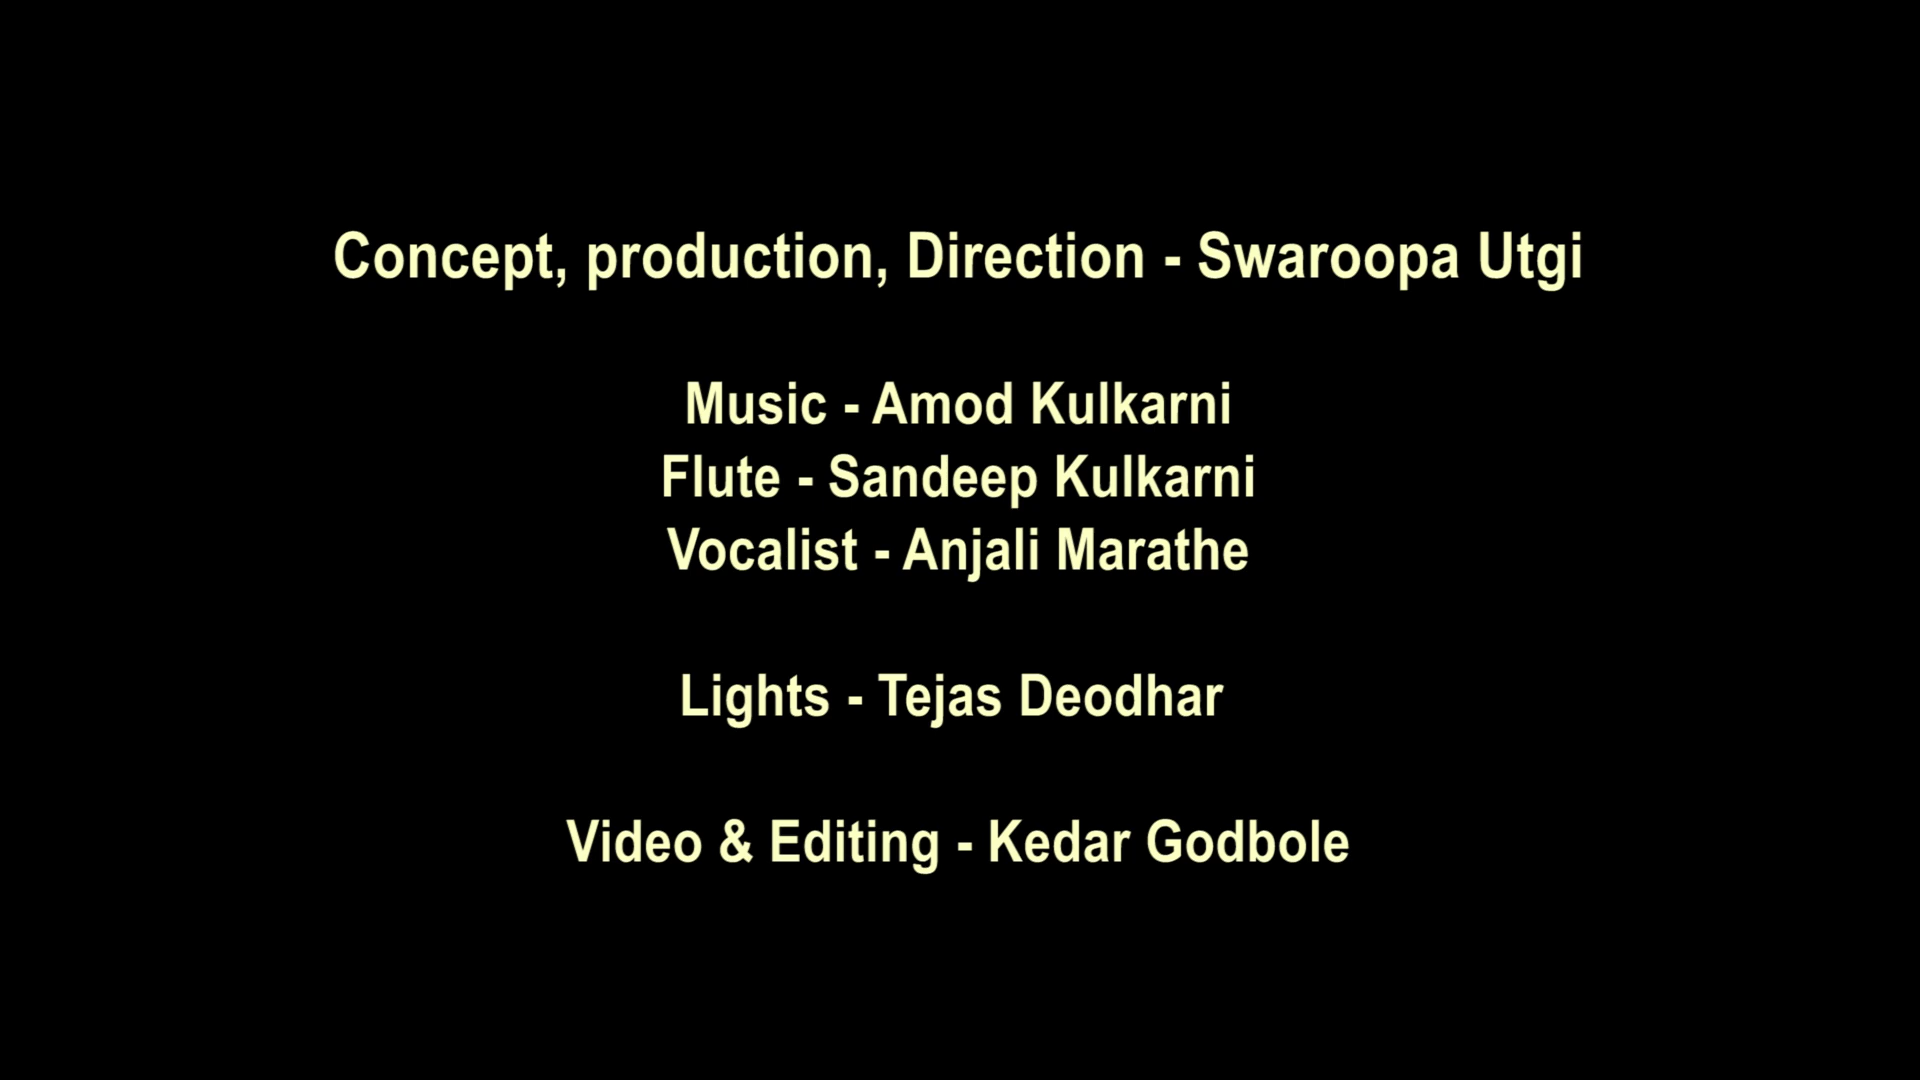 Concept, production, Direction - Swaroopa Utgi
Music - Amod Kulkarni
Flute - Sandeep Kulkarni
Vocalist - Anjali Marathe
Lights - Tejas Deodhar
Video & Editing - Kedar Godbole